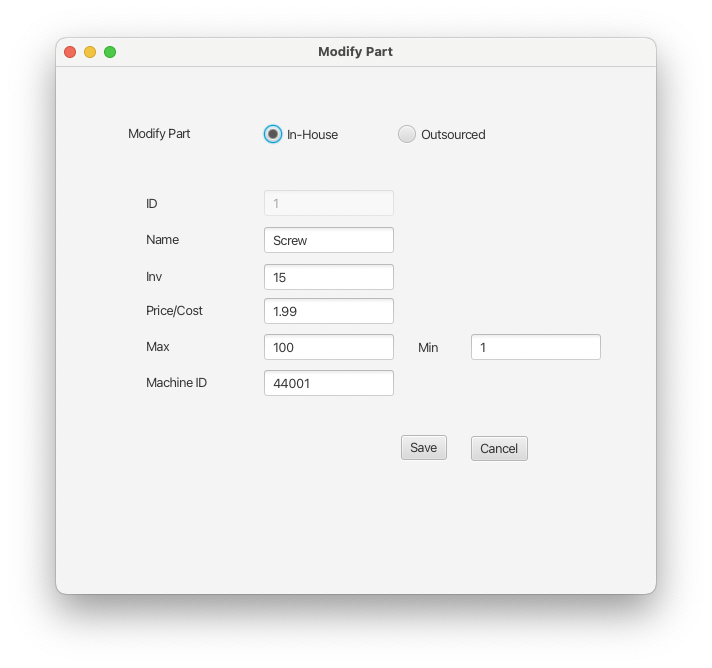 Modify Part
Modify Part In-House Outsourced
ID 1
Name Screw
Inv 15
Price/Cost 1.99
Max 100 Min 1
Machine ID 44001
Save Cancel